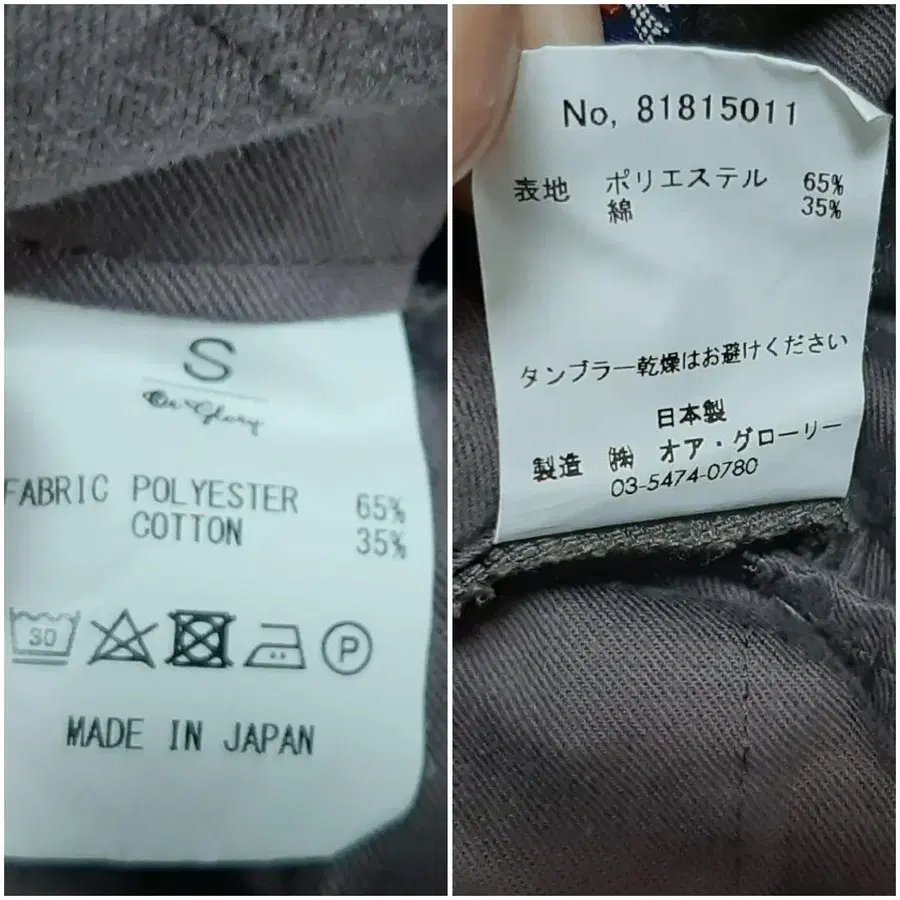 S
Or Glory
FABRIC POLYESTER 65%
COTTON 35%
30
P
MADE IN JAPAN
No, 81815011
表地 ポリエステル 65%
綿 35%
タンブラー乾燥はお避けください
日本製
製造 ㈱ オア・グローリー
03-5474-0780